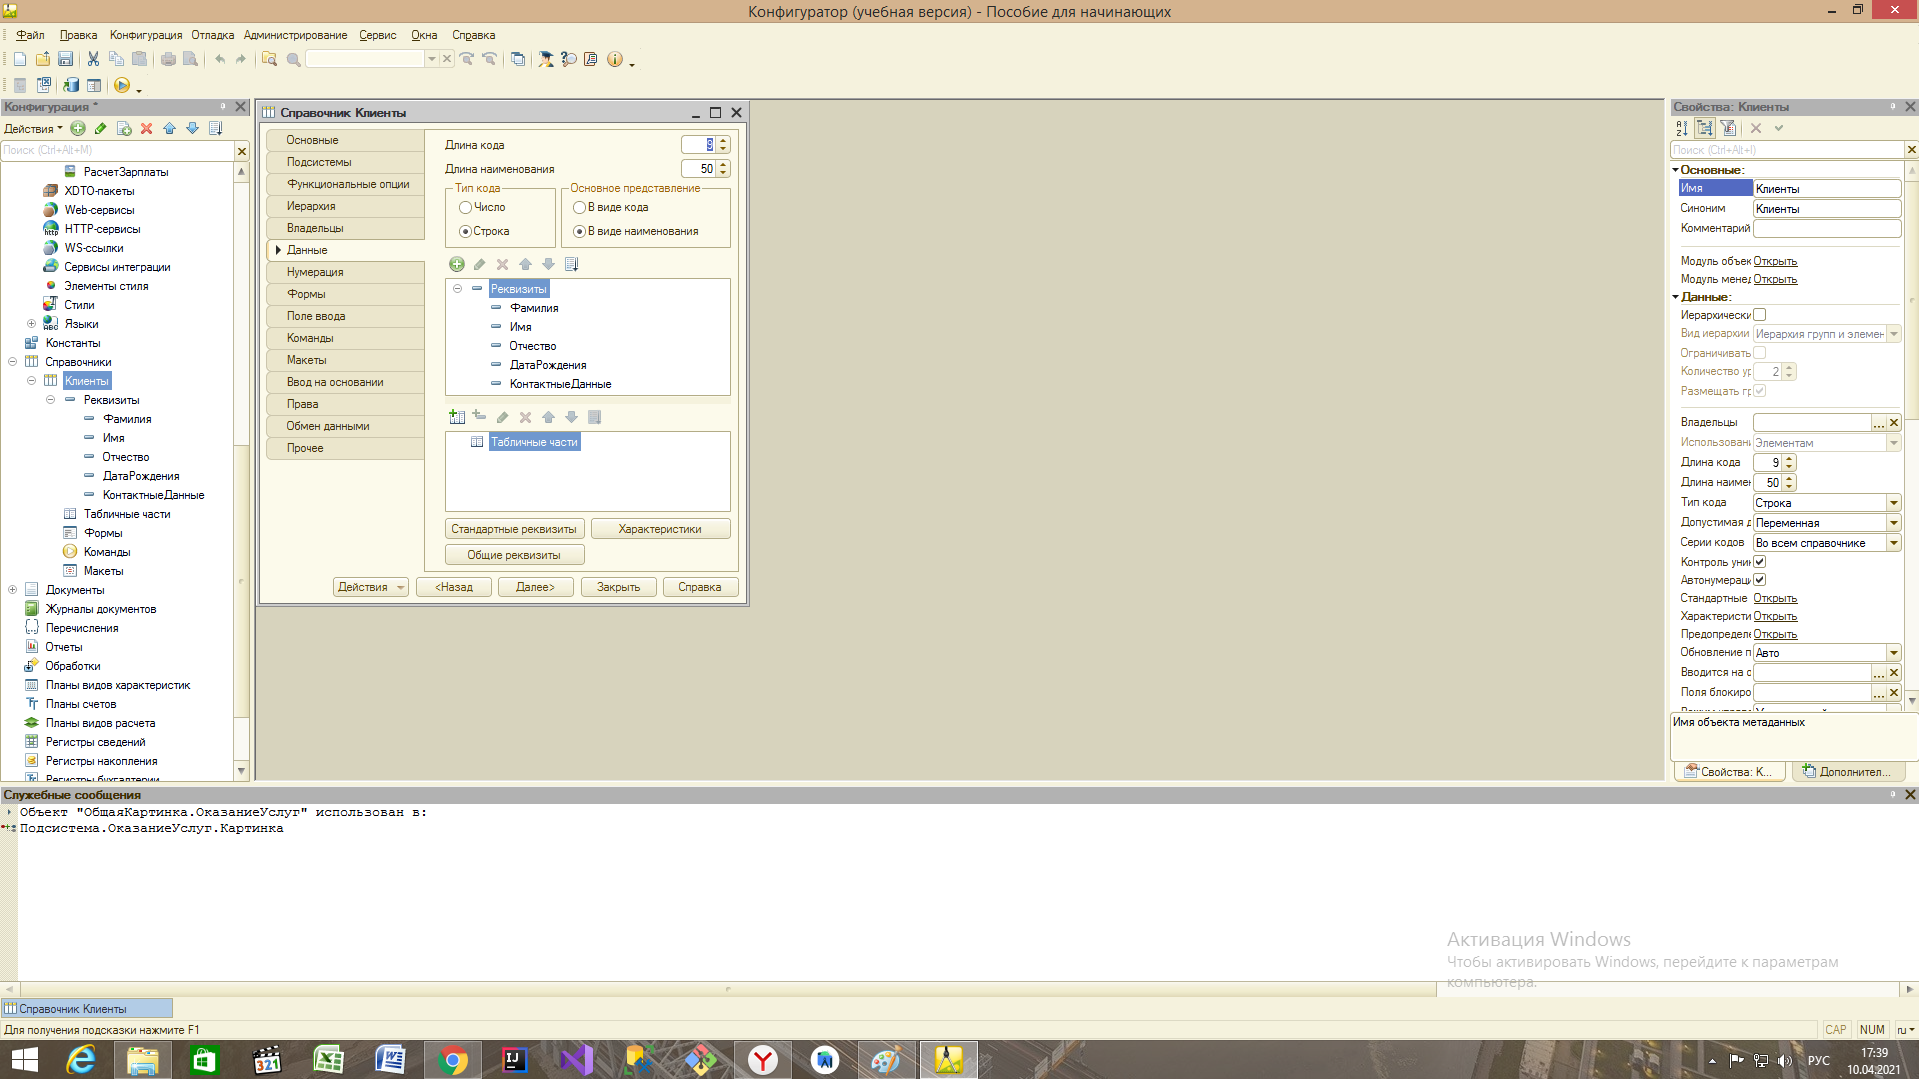 Конфигуратор (учебная версия) - Пособие для начинающих
Файл Правка Конфигурация Отладка Администрирование Сервис Окна Справка
Конфигурация *
Действия
Поиск (Ctrl+Alt+M)
РасчетЗарплаты
XDTO-пакеты
Web-сервисы
HTTP-сервисы
WS-ссылки
Сервисы интеграции
Элементы стиля
Стили
Языки
Константы
Справочники
Клиенты
Реквизиты
Фамилия
Имя
Отчество
ДатаРождения
КонтактныеДанные
Табличные части
Формы
Команды
Макеты
Документы
Журналы документов
Перечисления
Отчеты
Обработки
Планы видов характеристик
Планы счетов
Планы видов расчета
Регистры сведений
Регистры накопления
Регистры бухгалтерии
Справочник Клиенты
Основные
Подсистемы
Функциональные опции
Иерархия
Владельцы
Данные
Нумерация
Формы
Поле ввода
Команды
Макеты
Ввод на основании
Права
Обмен данными
Прочее
Длина кода 9
Длина наименования 50
Тип кода
Число
Строка
Основное представление
В виде кода
В виде наименования
Реквизиты
Фамилия
Имя
Отчество
ДатаРождения
КонтактныеДанные
Табличные части
Стандартные реквизиты Характеристики
Общие реквизиты
Действия <Назад Далее> Закрыть Справка
Свойства: Клиенты
Поиск (Ctrl+Alt+I)
Основные:
Имя Клиенты
Синоним Клиенты
Комментарий
Модуль объек Открыть
Модуль менед Открыть
Данные:
Иерархически
Вид иерархии Иерархия групп и элемен
Ограничивать
Количество ур 2
Размещать гр
Владельцы ...
Использовани Элементам
Длина кода 9
Длина наимен 50
Тип кода Строка
Допустимая д Переменная
Серии кодов Во всем справочнике
Контроль уни
Автонумераци
Стандартные Открыть
Характеристи Открыть
Предопределе Открыть
Обновление п Авто
Вводится на о ...
Поля блокиро ...
Имя объекта метаданных
Свойства: К... Дополнител...
Служебные сообщения
Объект "ОбщаяКартинка.ОказаниеУслуг" использован в:
Подсистема.ОказаниеУслуг.Картинка
Активация Windows
Чтобы активировать Windows, перейдите к параметрам
компьютера.
Справочник Клиенты
Для получения подсказки нажмите F1
CAP NUM ru
321
РУС
17:39
10.04.2021